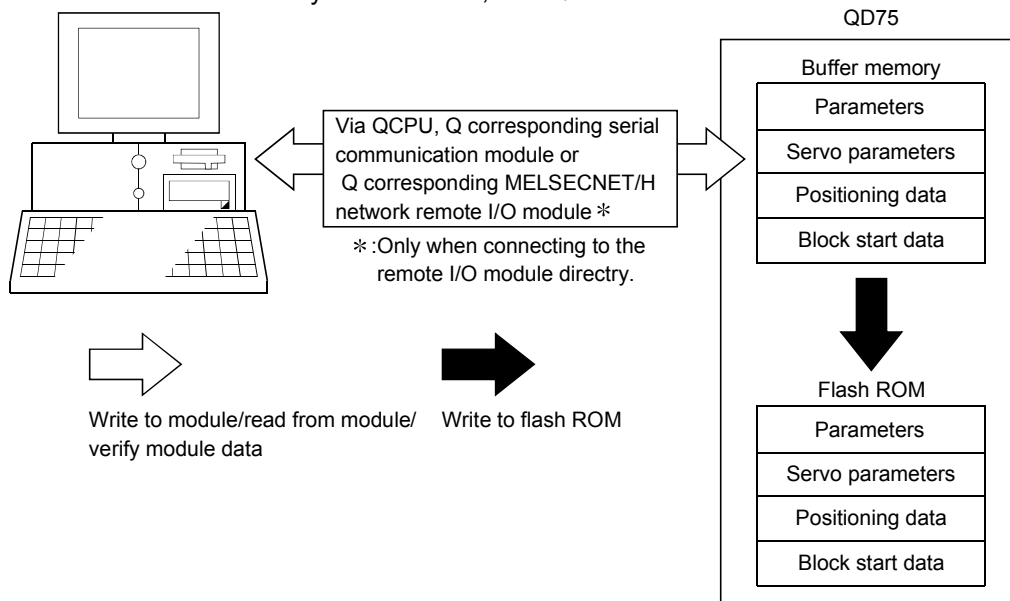 QD75
Buffer memory
Parameters
Servo parameters
Positioning data
Block start data
Via QCPU, Q corresponding serial
communication module or
Q corresponding MELSECNET/H
network remote I/O module *
* :Only when connecting to the
remote I/O module directry.
Write to module/read from module/
verify module data
Write to flash ROM
Flash ROM
Parameters
Servo parameters
Positioning data
Block start data